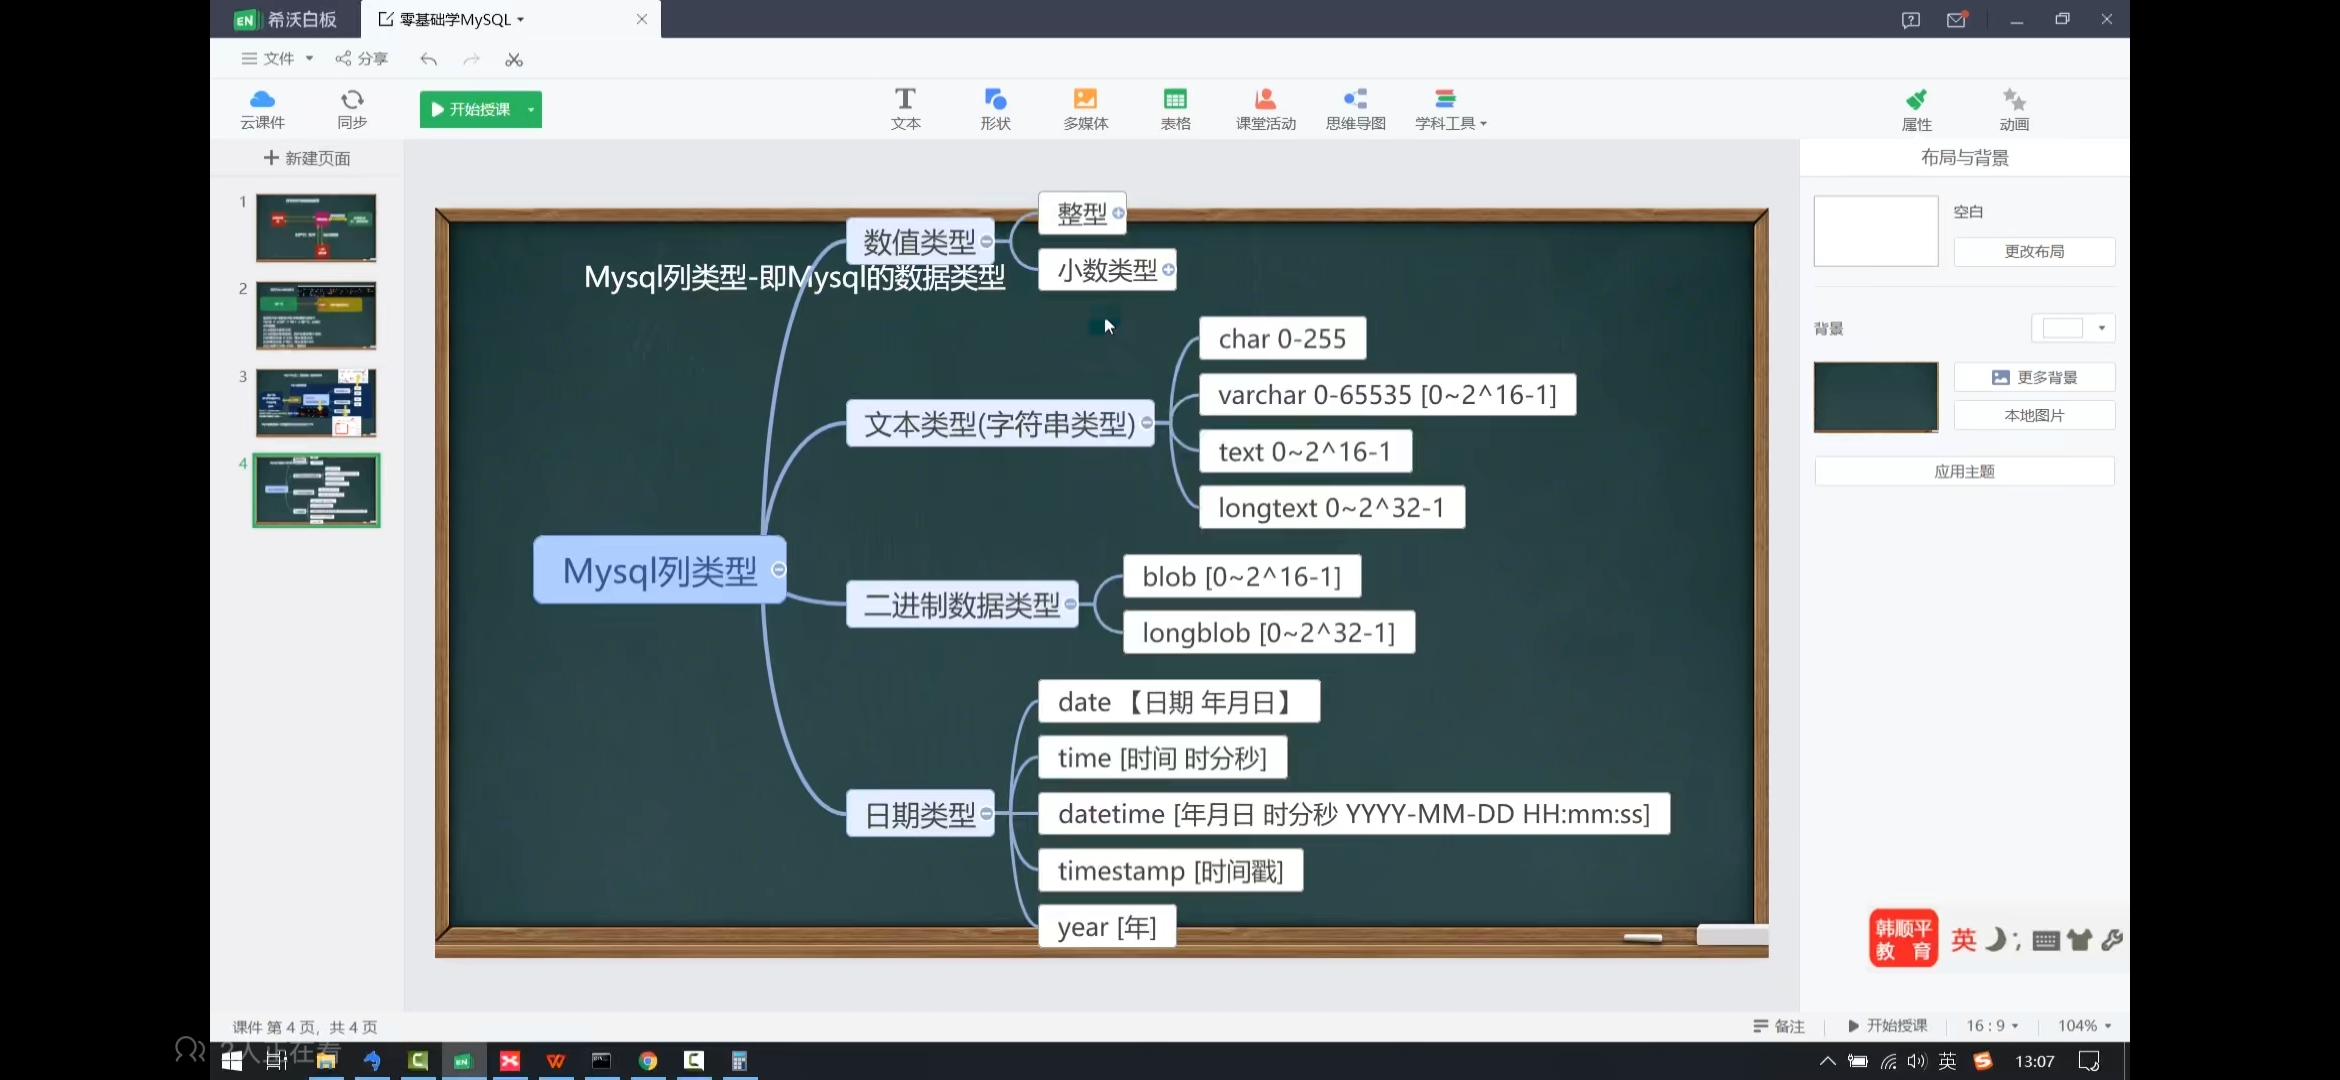 希沃白板
零基础学MySQL
文件
分享
云课件
同步
开始授课
文本
形状
多媒体
表格
课堂活动
思维导图
学科工具
属性
动画
新建页面
1
2
3
4
Mysql列类型-即Mysql的数据类型
Mysql列类型
数值类型
整型
小数类型
文本类型(字符串类型)
char 0-255
varchar 0-65535 [0~2^16-1]
text 0~2^16-1
longtext 0~2^32-1
二进制数据类型
blob [0~2^16-1]
longblob [0~2^32-1]
日期类型
date 【日期 年月日】
time [时间 时分秒]
datetime [年月日 时分秒 YYYY-MM-DD HH:mm:ss]
timestamp [时间戳]
year [年]
布局与背景
空白
更改布局
背景
更多背景
本地图片
应用主题
韩顺平
教 育
英
课件 第 4 页，共 4 页
备注
开始授课
16 : 9
104%
2人正在看
英
13:07